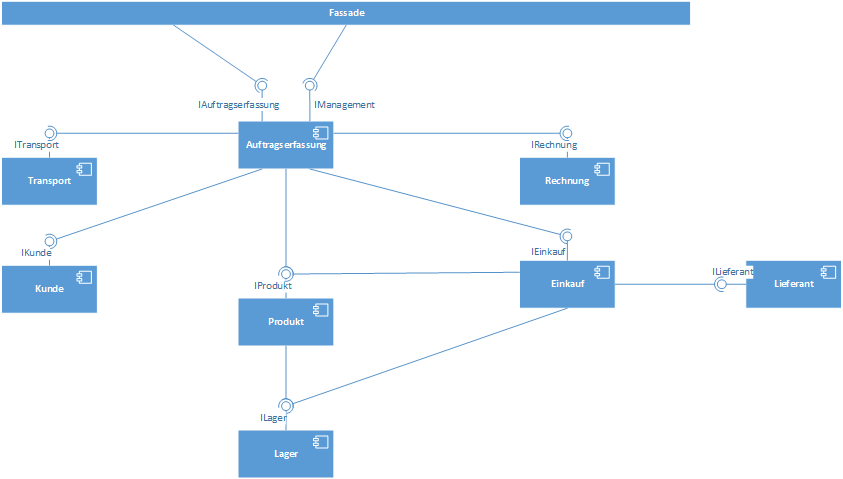 Fassade
IAuftragserfassung
IManagement
ITransport
Auftragserfassung
IRechnung
Transport
Rechnung
IKunde
IEinkauf
Kunde
IProdukt
Einkauf
ILieferant
Lieferant
Produkt
ILager
Lager